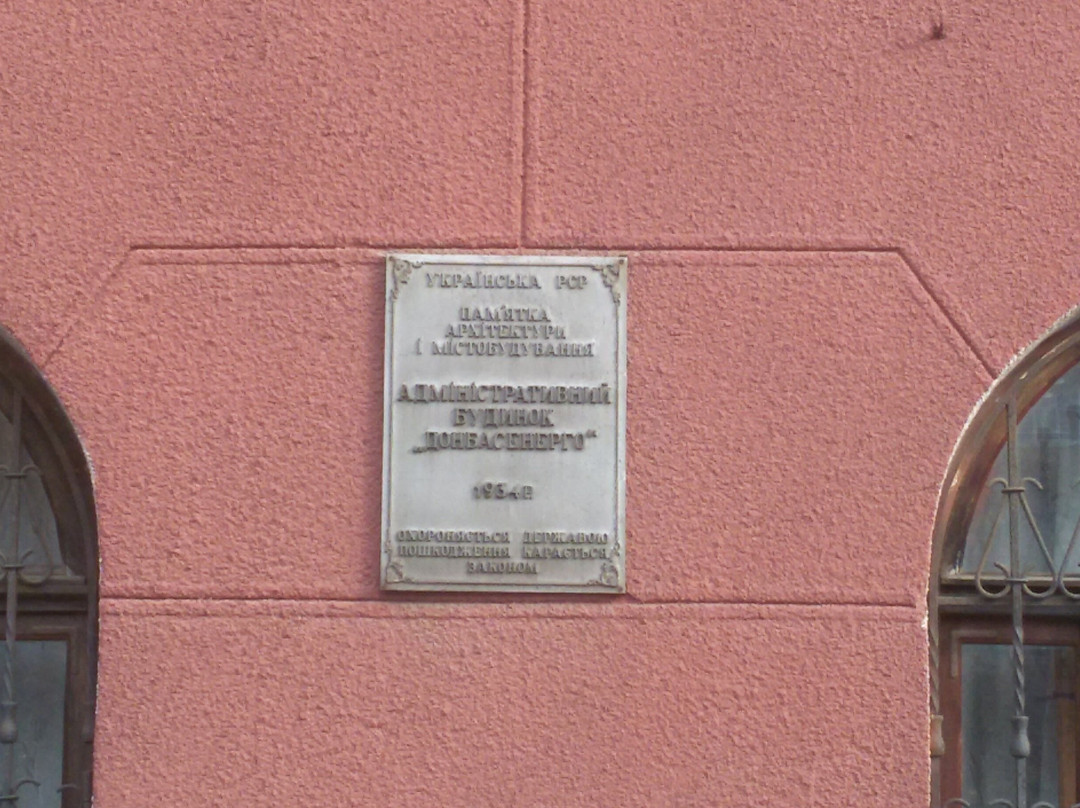 УКРАЇНСЬКА РСР
ПАМ'ЯТКА
АРХІТЕКТУРИ
І МІСТОБУДУВАННЯ
АДМІНІСТРАТИВНИЙ
БУДИНОК
„ДОНБАСЕНЕРГО“
1934 Р.
ОХОРОНЯЄТЬСЯ ДЕРЖАВОЮ
ПОШКОДЖЕННЯ КАРАЄТЬСЯ
ЗАКОНОМ